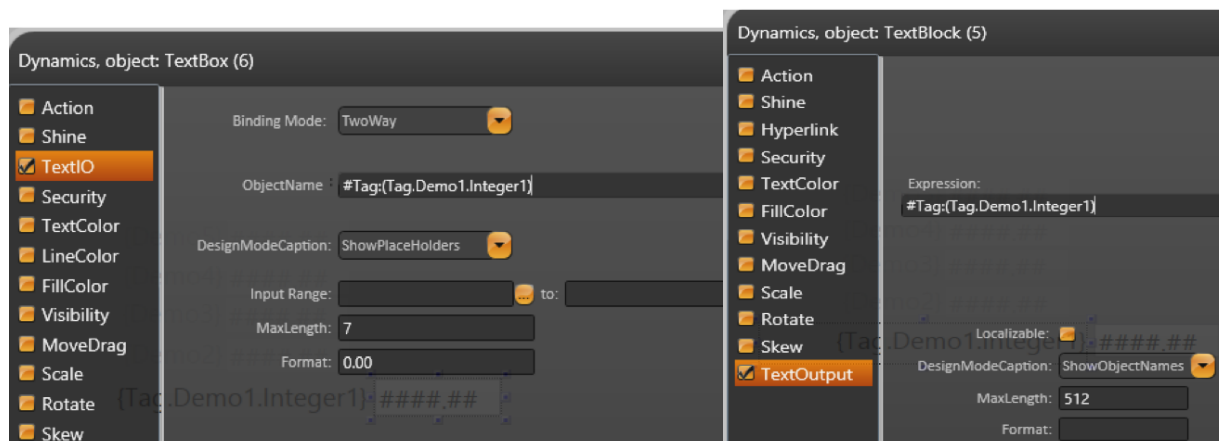 Dynamics, object: TextBox (6)
Action
Shine
TextIO
Security
TextColor
LineColor
FillColor
Visibility
MoveDrag
Scale
Rotate
Skew
Binding Mode: TwoWay
ObjectName : #Tag:(Tag.Demo1.Integer1)
DesignModeCaption: ShowPlaceHolders
Input Range: ... to:
MaxLength: 7
Format: 0.00
{Tag.Demo1.Integer1} ####.##
Dynamics, object: TextBlock (5)
Action
Shine
Hyperlink
Security
TextColor
FillColor
Visibility
MoveDrag
Scale
Rotate
Skew
TextOutput
Expression:
#Tag:(Tag.Demo1.Integer1)
Localizable:
{Tag.Demo1.Integer1} ####.##
DesignModeCaption: ShowObjectNames
MaxLength: 512
Format: